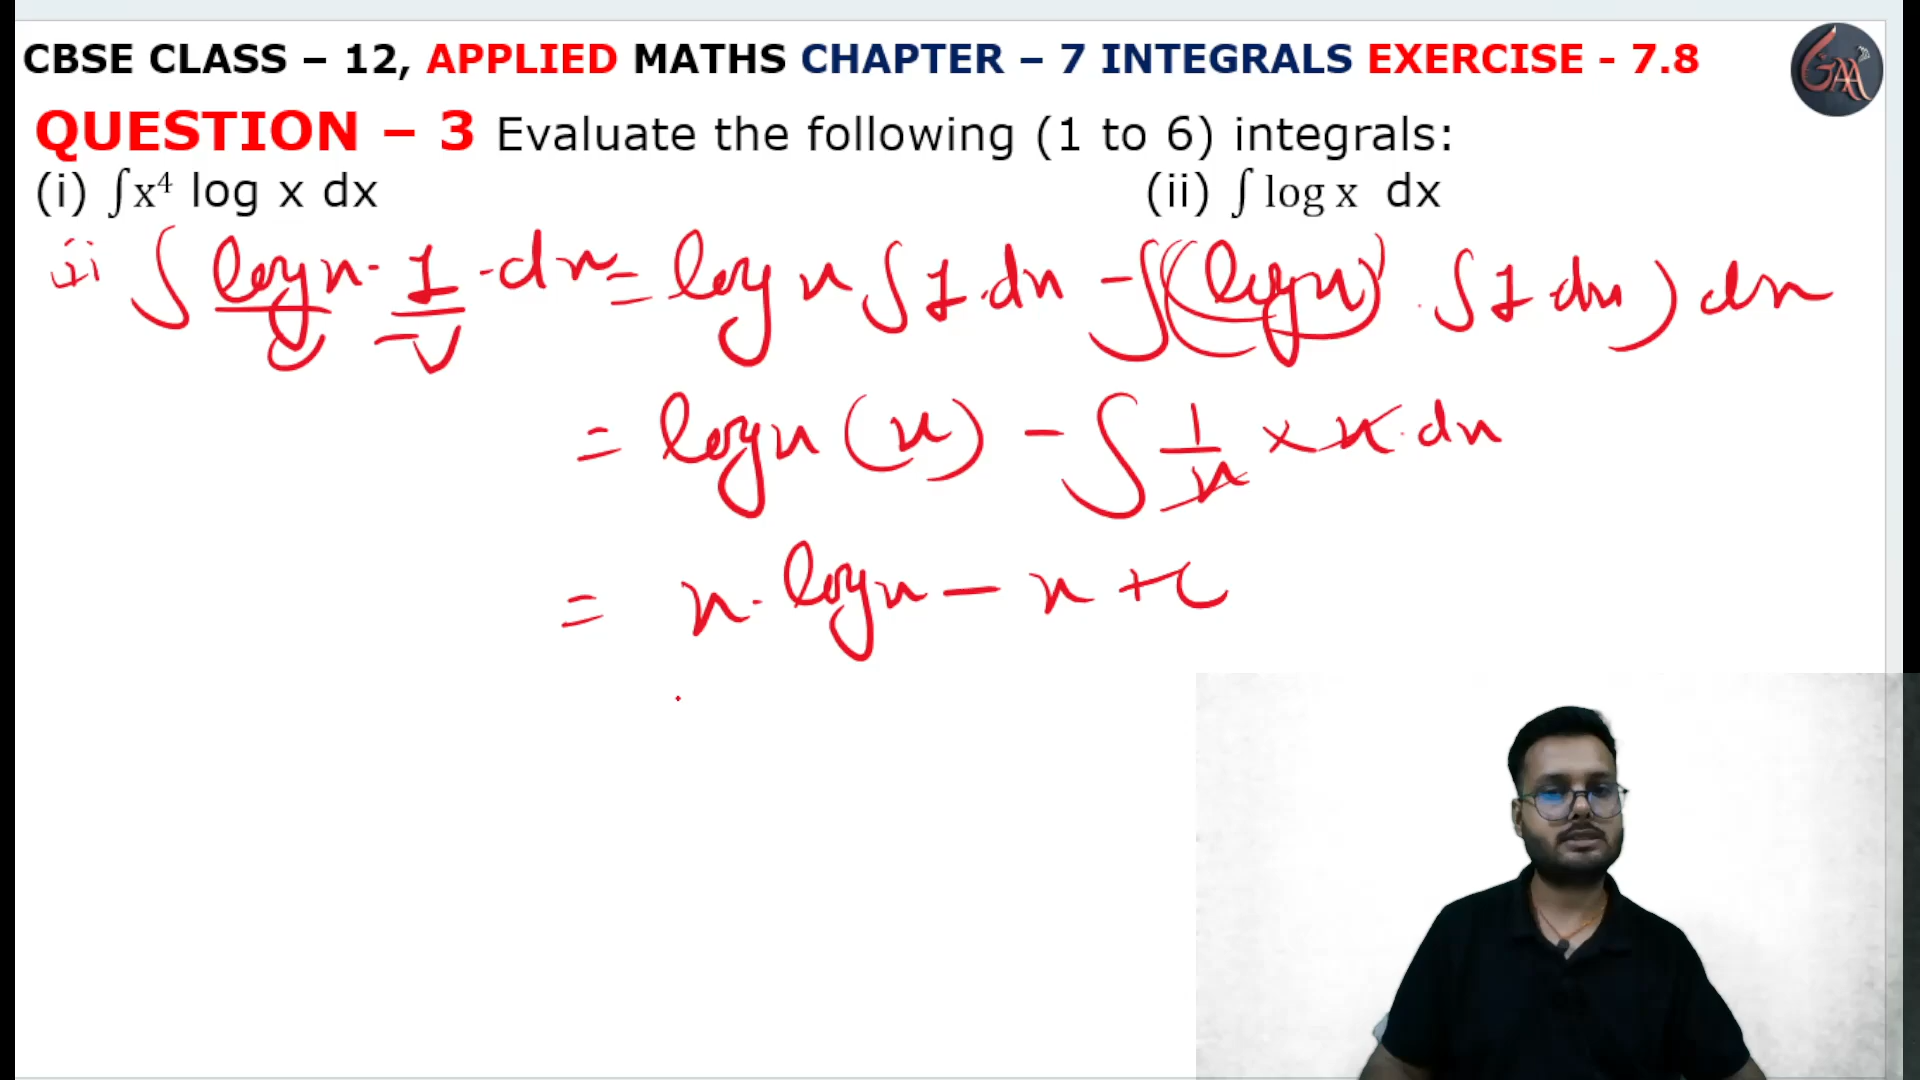 CBSE CLASS – 12, APPLIED MATHS CHAPTER – 7 INTEGRALS EXERCISE - 7.8
GAA
QUESTION – 3 Evaluate the following (1 to 6) integrals:
(i) ∫x⁴ log x dx (ii) ∫ log x dx
ii ∫ log x · 1 · dx = log x ∫ 1 · dx - ∫ ((log x)' · ∫ 1 dx) dx
U V
= log x (x) - ∫ 1/x × x · dx
= x · log x - x + c